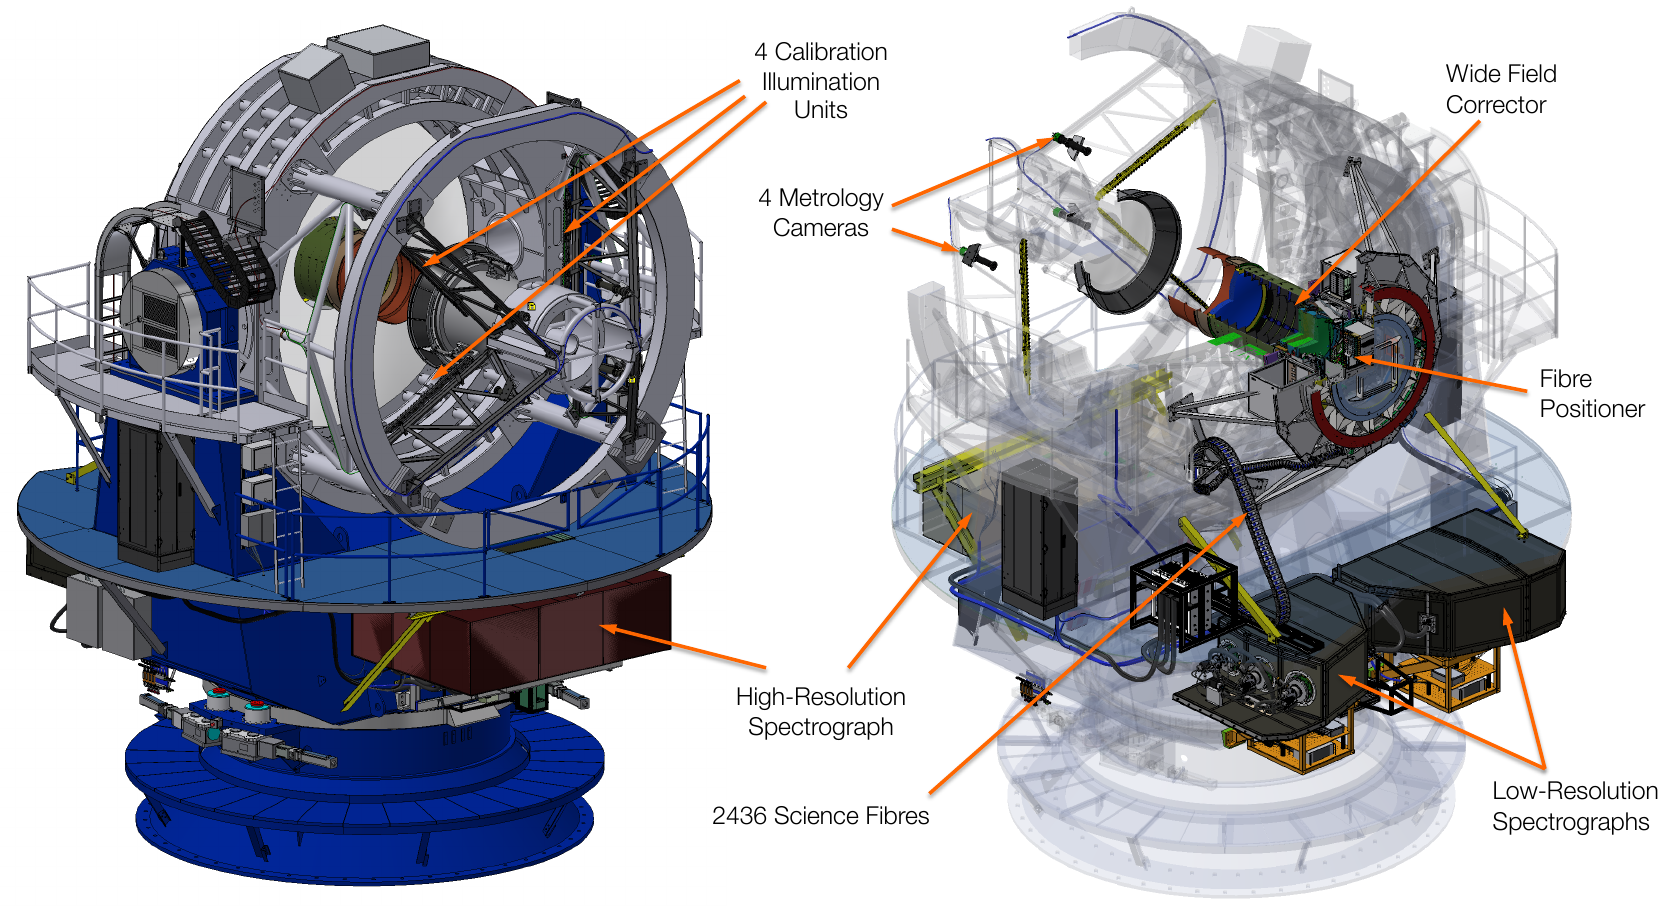 4 Calibration
Illumination
Units
Wide Field
Corrector
4 Metrology
Cameras
Fibre
Positioner
High-Resolution
Spectrograph
2436 Science Fibres
Low-Resolution
Spectrographs